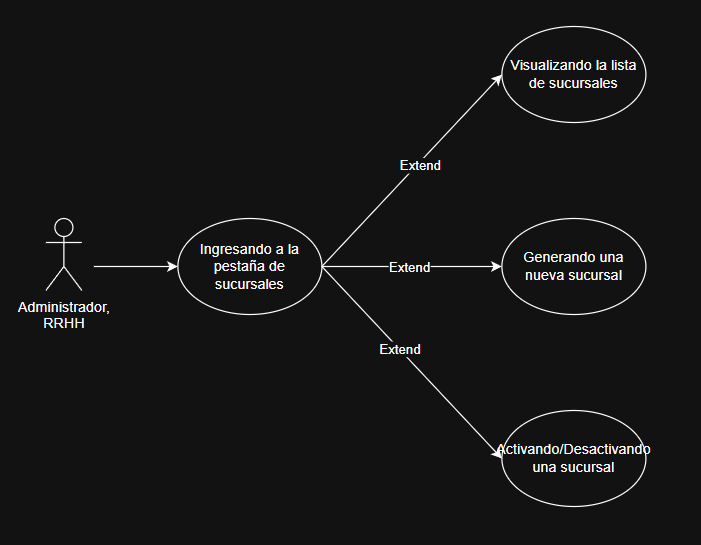 Visualizando la lista
de sucursales
Extend
Ingresando a la
pestaña de
sucursales
Extend
Generando una
nueva sucursal
Administrador,
RRHH
Extend
Activando/Desactivando
una sucursal